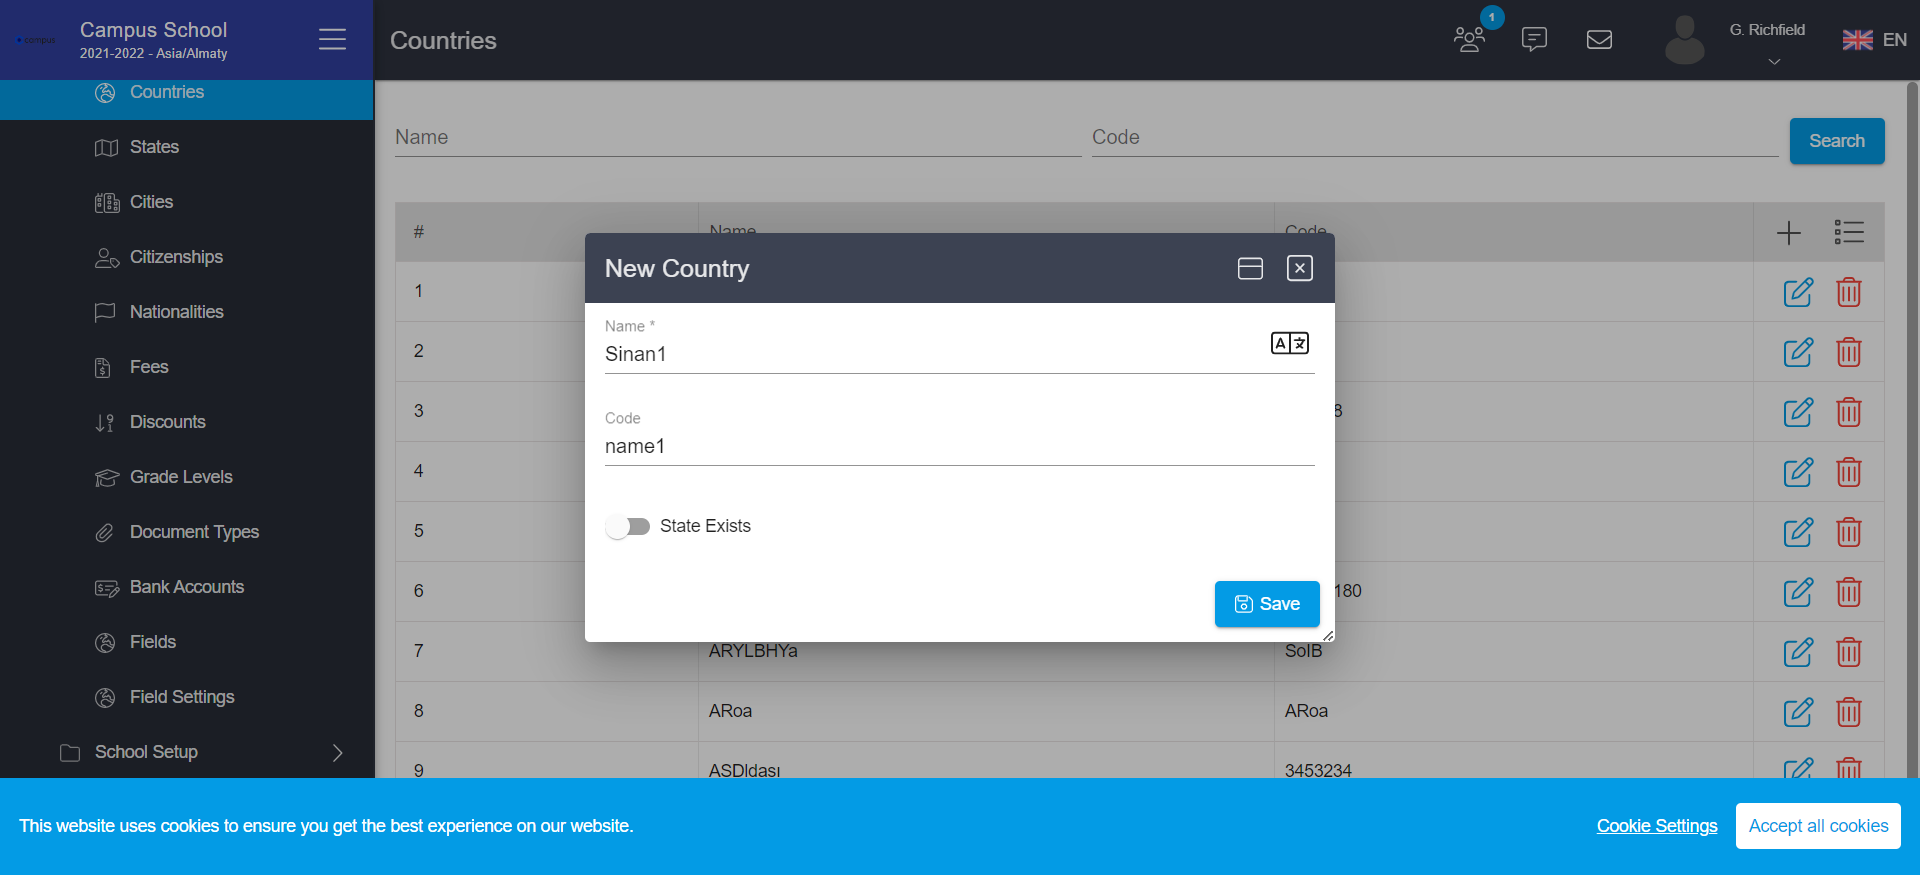 campus
Campus School
2021-2022 - Asia/Almaty
Countries
1
G. Richfield
EN
Countries
States
Cities
Citizenships
Nationalities
Fees
Discounts
Grade Levels
Document Types
Bank Accounts
Fields
Field Settings
School Setup
Name
Code
Search
# Name Code
1
2
3 8
4
5
6 180
7 ARYLBHYa SoIB
8 ARoa ARoa
9 ASDldası 3453234
New Country
Name *
Sinan1
Code
name1
State Exists
Save
This website uses cookies to ensure you get the best experience on our website.
Cookie Settings
Accept all cookies